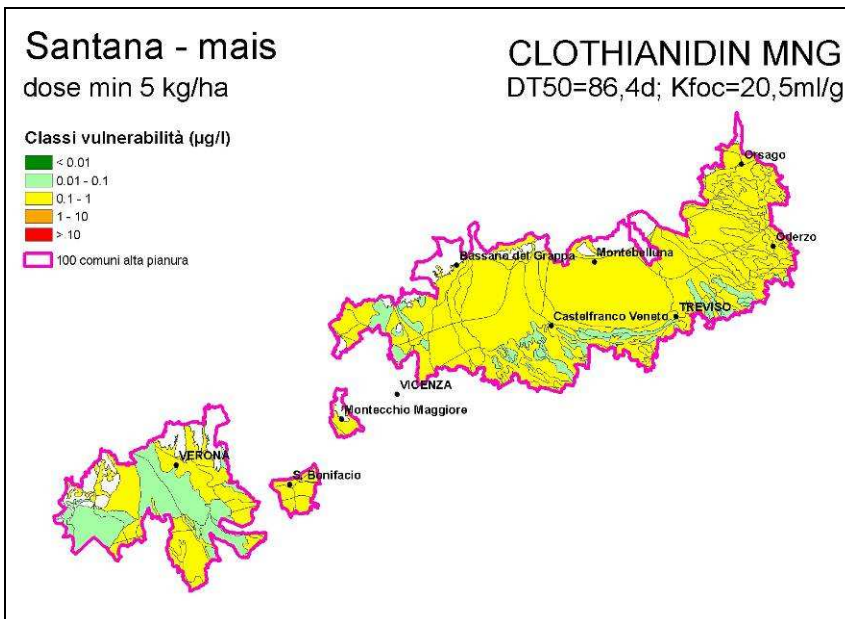 Santana - mais
dose min 5 kg/ha
CLOTHIANIDIN MNG
DT50=86,4d; Kfoc=20,5ml/g
Classi vulnerabilità (µg/l)
< 0.01
0.01 - 0.1
0.1 - 1
1 - 10
> 10
100 comuni alta pianura
Orsago
Oderzo
Bassano del Grappa
Montebelluna
TREVISO
Castelfranco Veneto
VICENZA
Montecchio Maggiore
VERONA
S. Bonifacio